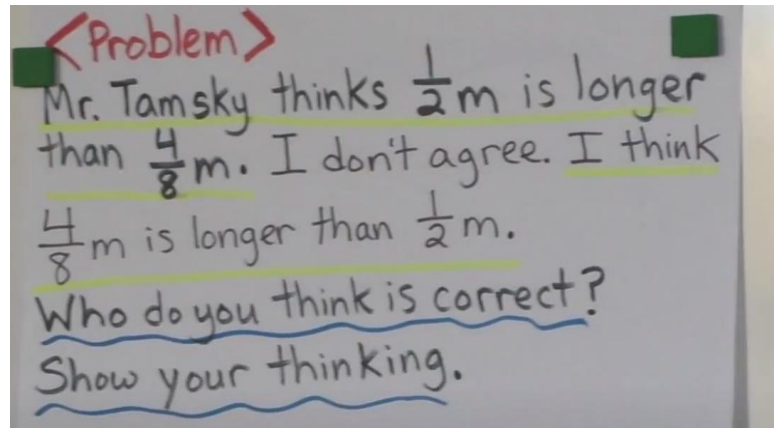 <Problem>
Mr. Tamsky thinks 1/2 m is longer
than 4/8 m. I don't agree. I think
4/8 m is longer than 1/2 m.
Who do you think is correct?
Show your thinking.